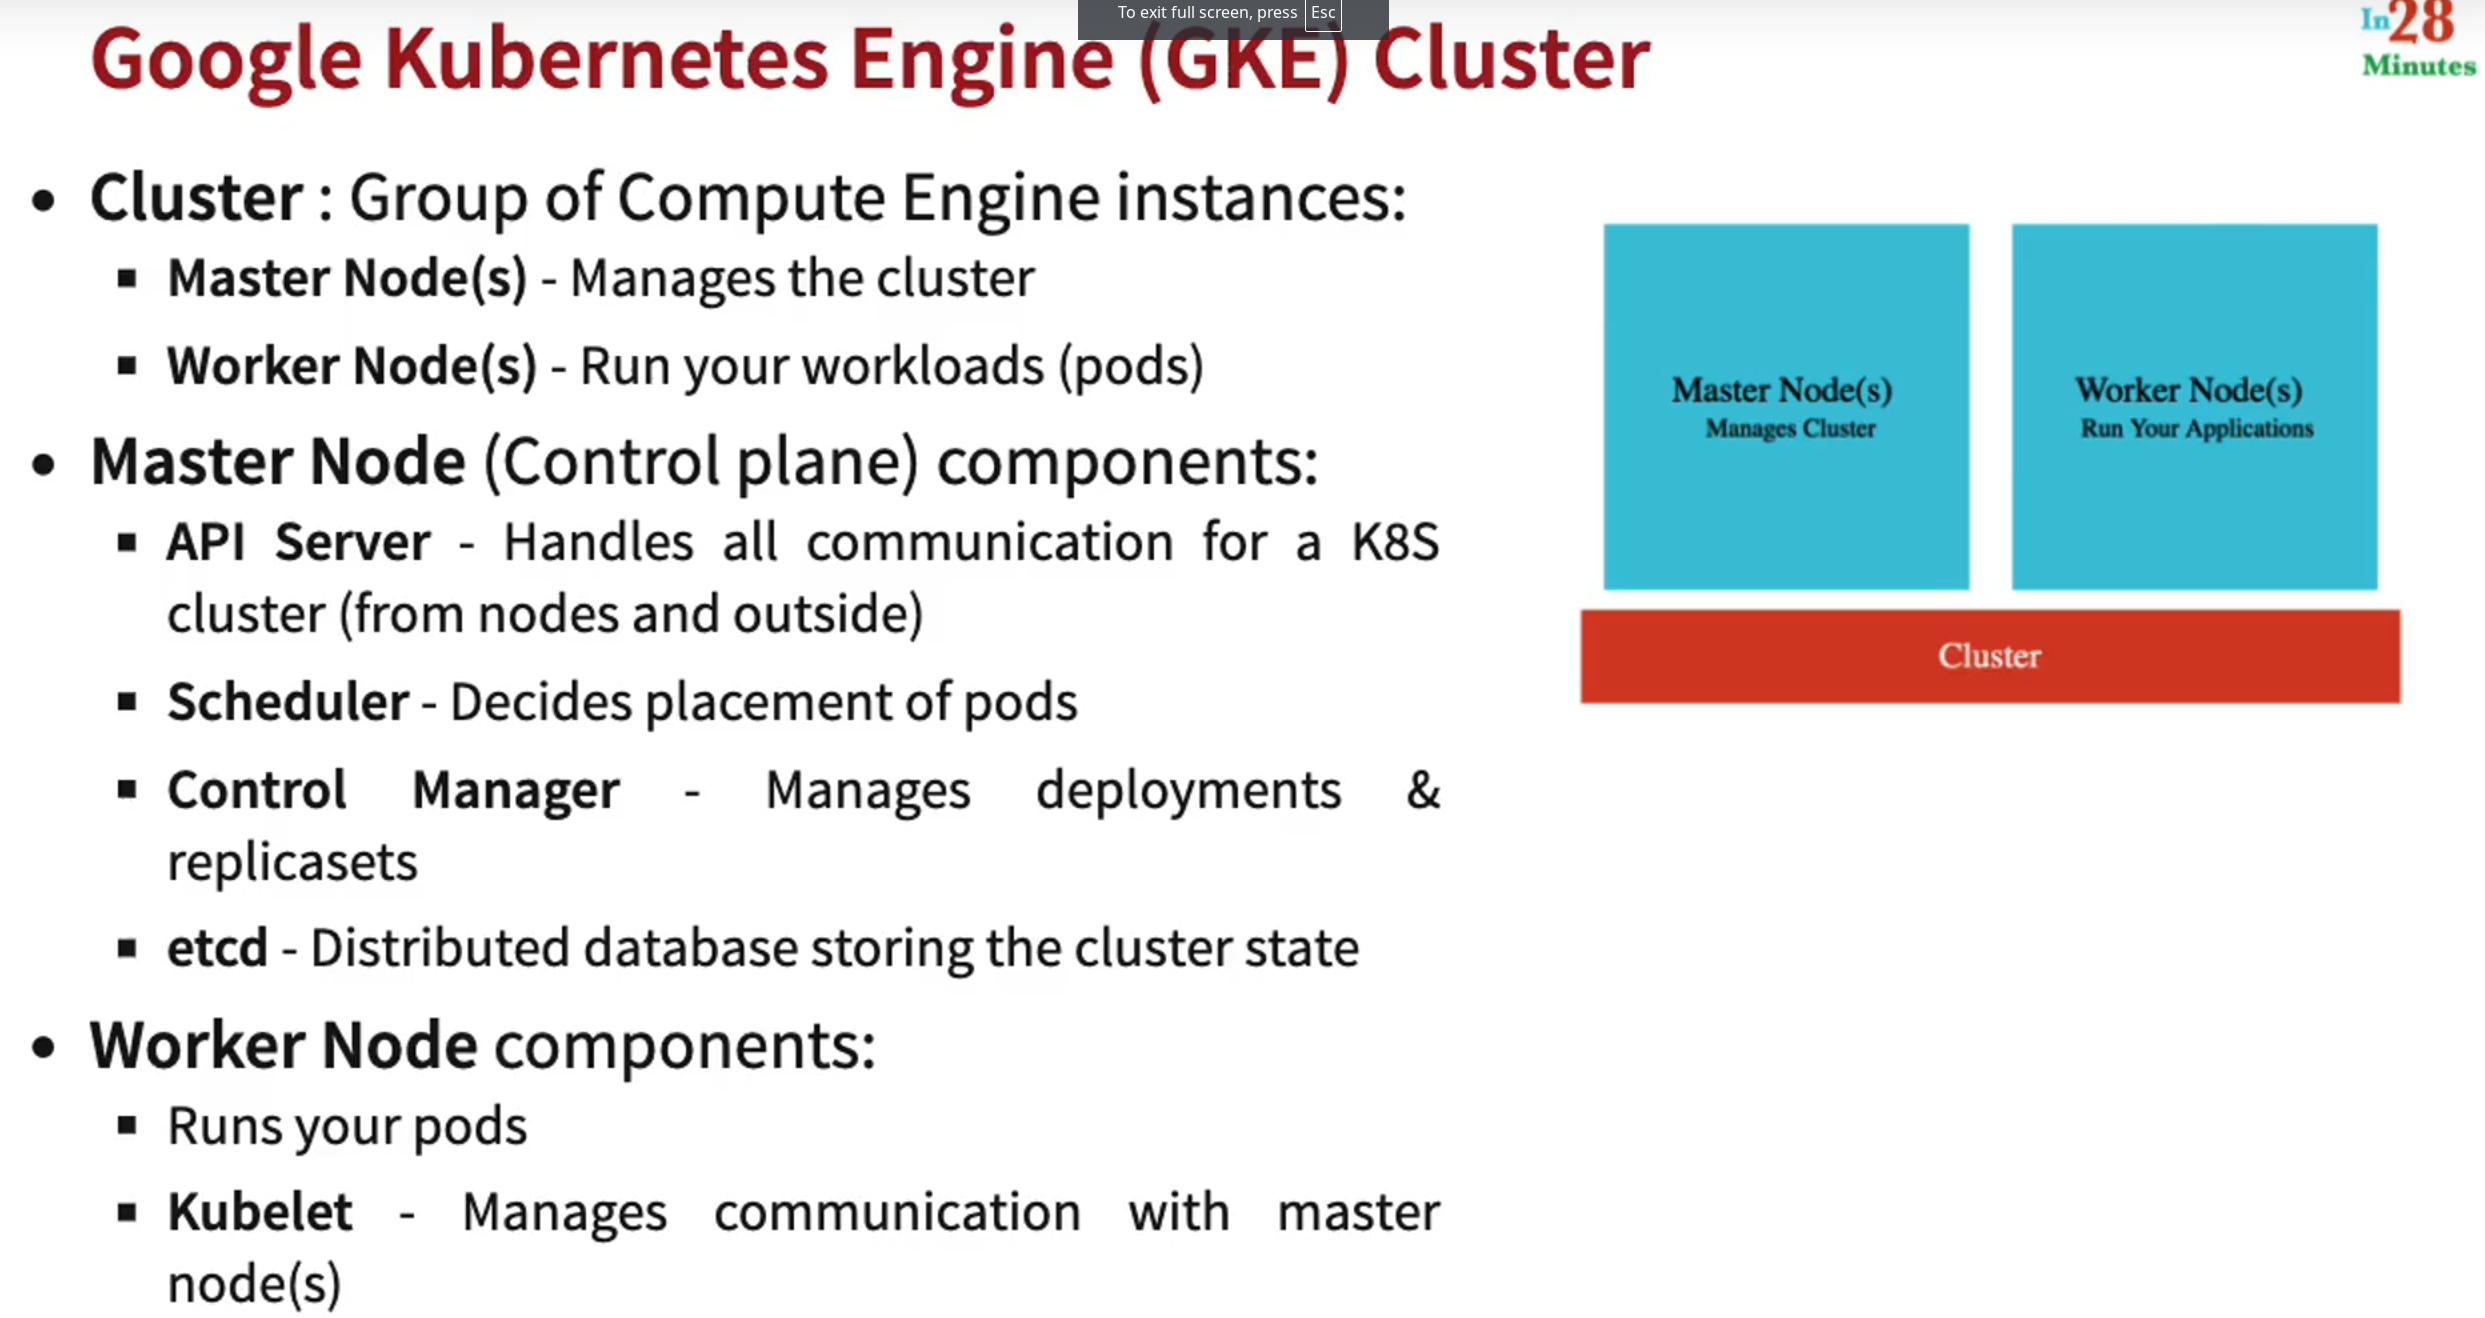 To exit full screen, press Esc
In28
Minutes
Google Kubernetes Engine (GKE) Cluster
• Cluster : Group of Compute Engine instances:
▪ Master Node(s) - Manages the cluster
▪ Worker Node(s) - Run your workloads (pods)
• Master Node (Control plane) components:
▪ API Server - Handles all communication for a K8S
cluster (from nodes and outside)
▪ Scheduler - Decides placement of pods
▪ Control Manager - Manages deployments &
replicasets
▪ etcd - Distributed database storing the cluster state
• Worker Node components:
▪ Runs your pods
▪ Kubelet - Manages communication with master
node(s)
Master Node(s)
Manages Cluster
Worker Node(s)
Run Your Applications
Cluster